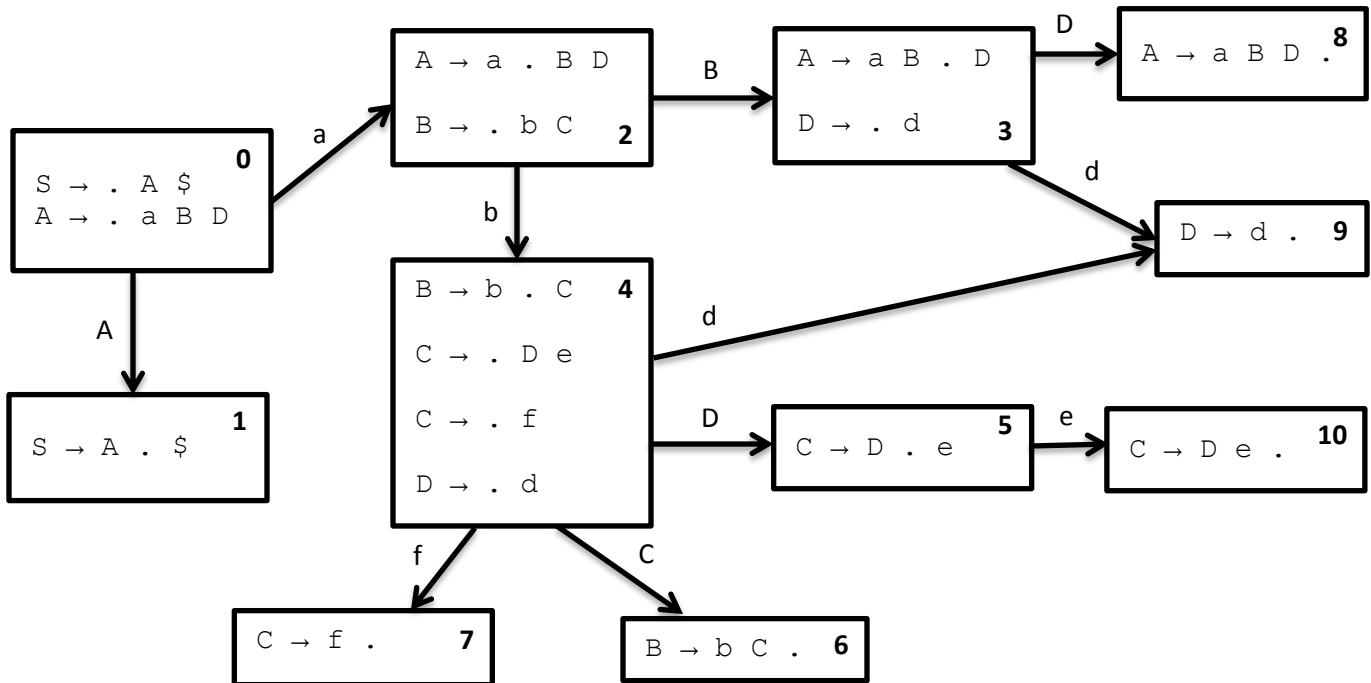 0
S → . A $
A → . a B D
a
A
1
S → A . $
A → a . B D
B → . b C
2
B
b
A → a B . D
D → . d
3
D
8
A → a B D .
d
9
D → d .
B → b . C
4
C → . D e
C → . f
D → . d
d
D
5
C → D . e
e
10
C → D e .
f
C
C → f .
7
B → b C .
6